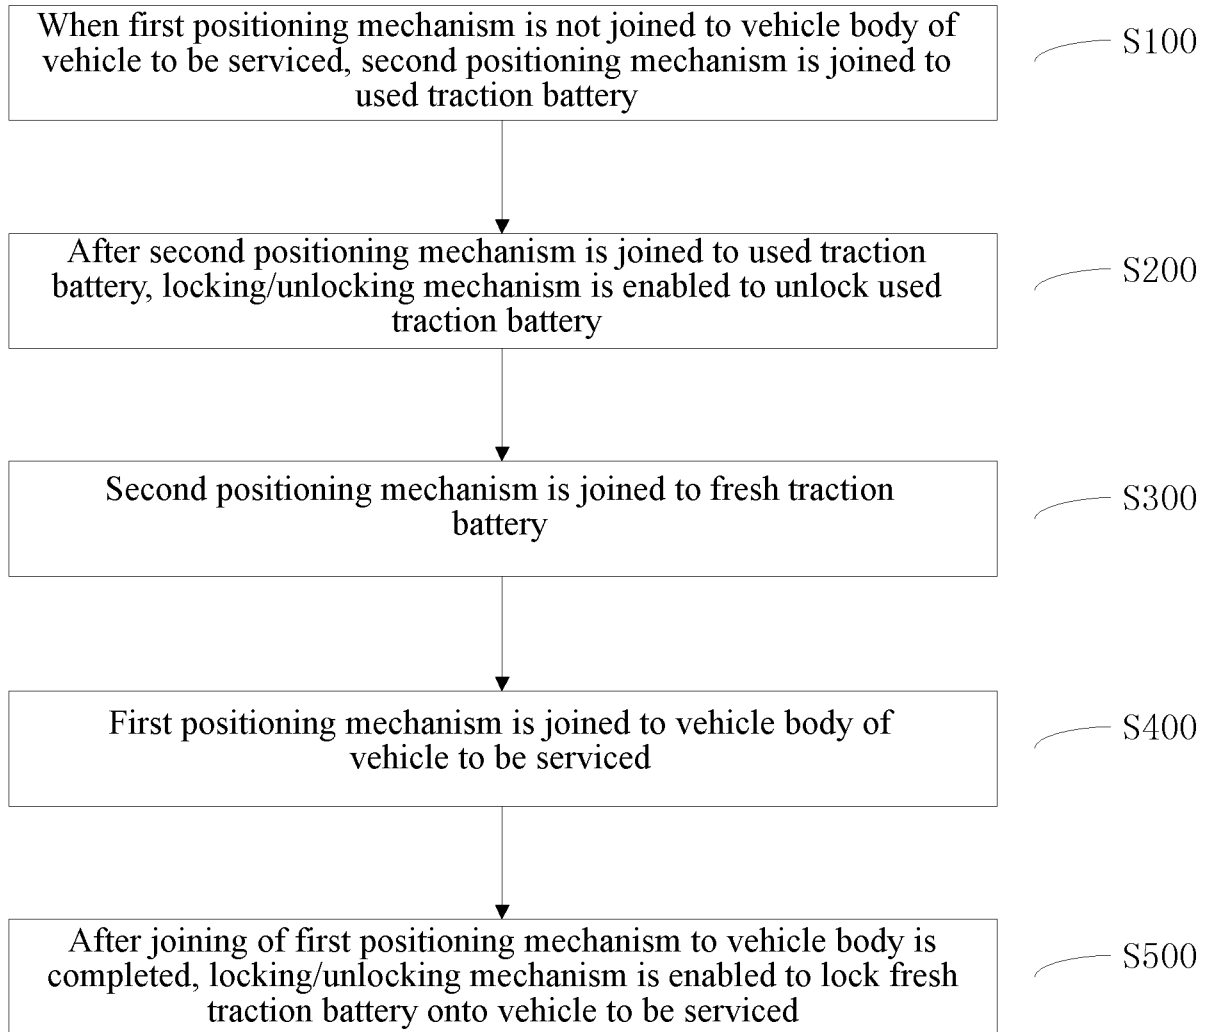 When first positioning mechanism is not joined to vehicle body of
vehicle to be serviced, second positioning mechanism is joined to
used traction battery
S100
After second positioning mechanism is joined to used traction
battery, locking/unlocking mechanism is enabled to unlock used
traction battery
S200
Second positioning mechanism is joined to fresh traction
battery
S300
First positioning mechanism is joined to vehicle body of
vehicle to be serviced
S400
After joining of first positioning mechanism to vehicle body is
completed, locking/unlocking mechanism is enabled to lock fresh
traction battery onto vehicle to be serviced
S500